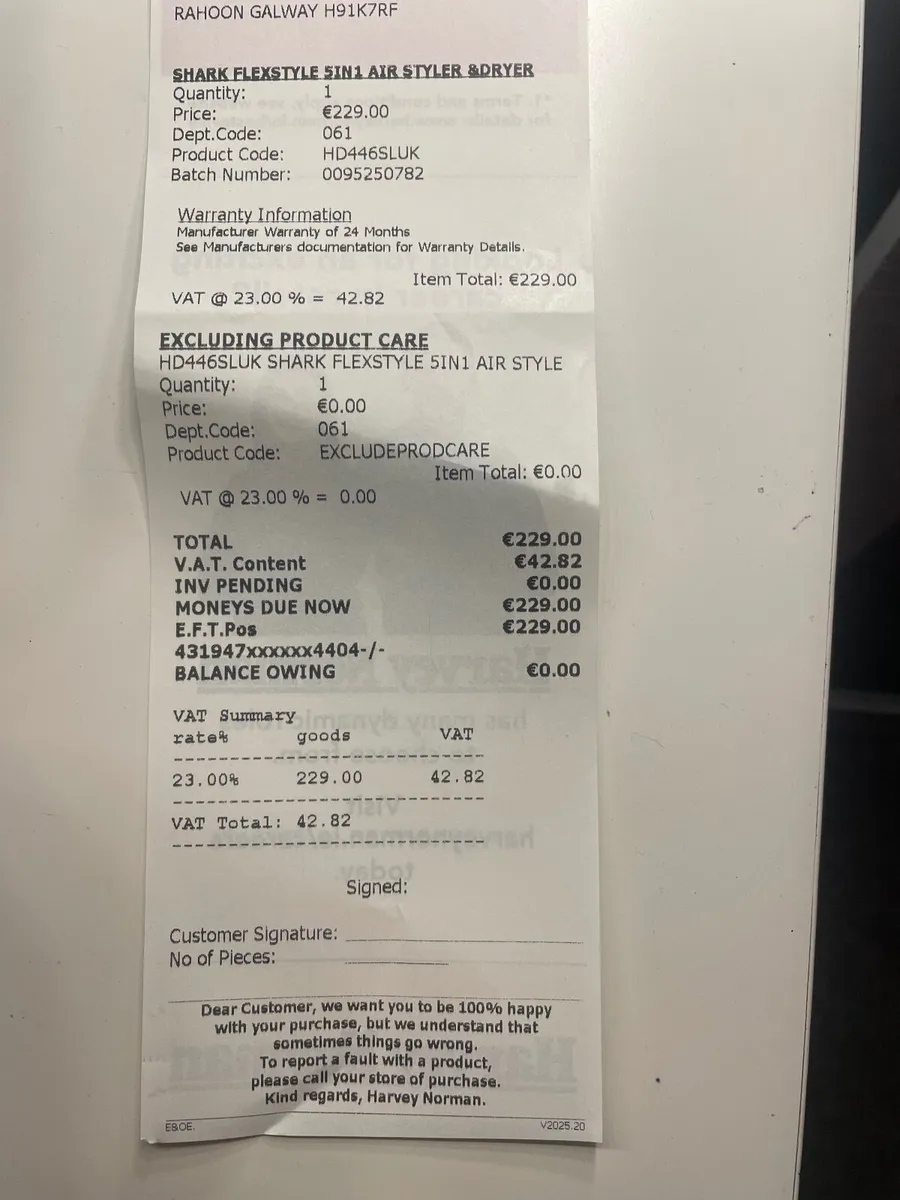 RAHOON GALWAY H91K7RF
SHARK FLEXSTYLE 5IN1 AIR STYLER &DRYER
Quantity: 1
Price: €229.00
Dept.Code: 061
Product Code: HD446SLUK
Batch Number: 0095250782
Warranty Information
Manufacturer Warranty of 24 Months
See Manufacturers documentation for Warranty Details.
Item Total: €229.00
VAT @ 23.00 % = 42.82
EXCLUDING PRODUCT CARE
HD446SLUK SHARK FLEXSTYLE 5IN1 AIR STYLE
Quantity: 1
Price: €0.00
Dept.Code: 061
Product Code: EXCLUDEPRODCARE
Item Total: €0.00
VAT @ 23.00 % = 0.00
TOTAL €229.00
V.A.T. Content €42.82
INV PENDING €0.00
MONEYS DUE NOW €229.00
E.F.T.Pos €229.00
431947xxxxxx4404-/-
BALANCE OWING €0.00
VAT Summary
rate% goods VAT
23.00% 229.00 42.82
VAT Total: 42.82
Signed:
Customer Signature:
No of Pieces:
Dear Customer, we want you to be 100% happy
with your purchase, but we understand that
sometimes things go wrong.
To report a fault with a product,
please call your store of purchase.
Kind regards, Harvey Norman.
E&OE. V2025.20